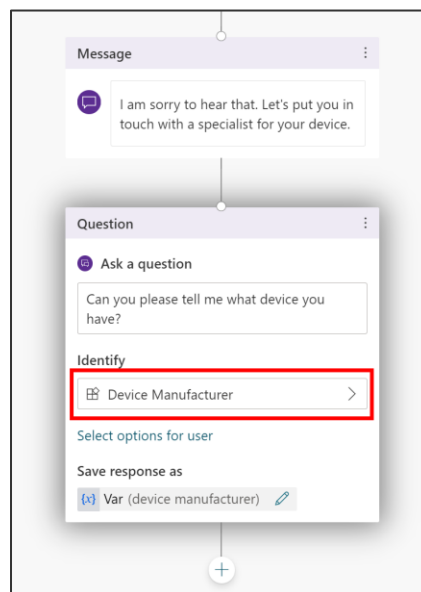 Message
I am sorry to hear that. Let's put you in
touch with a specialist for your device.
Question
Ask a question
Can you please tell me what device you
have?
Identify
Device Manufacturer
Select options for user
Save response as
{x} Var (device manufacturer)